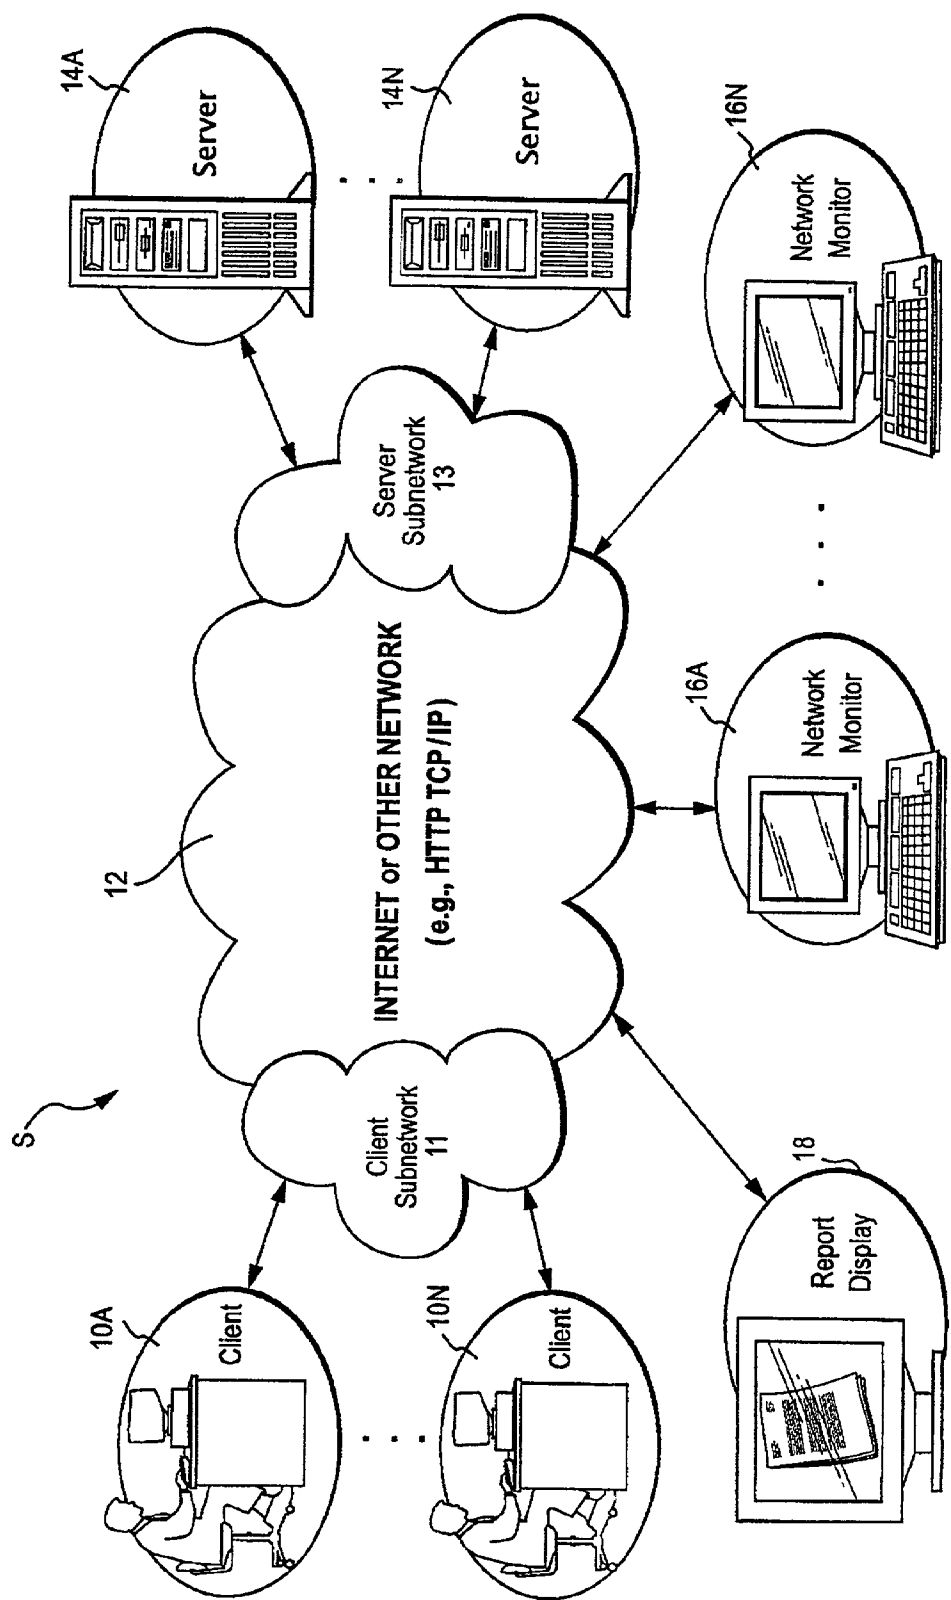 S
12
10A
Client
10N
Client
Client
Subnetwork
11
INTERNET or OTHER NETWORK
(e.g., HTTP TCP/IP)
Server
Subnetwork
13
14A
Server
14N
Server
18
Report
Display
16A
Network
Monitor
16N
Network
Monitor